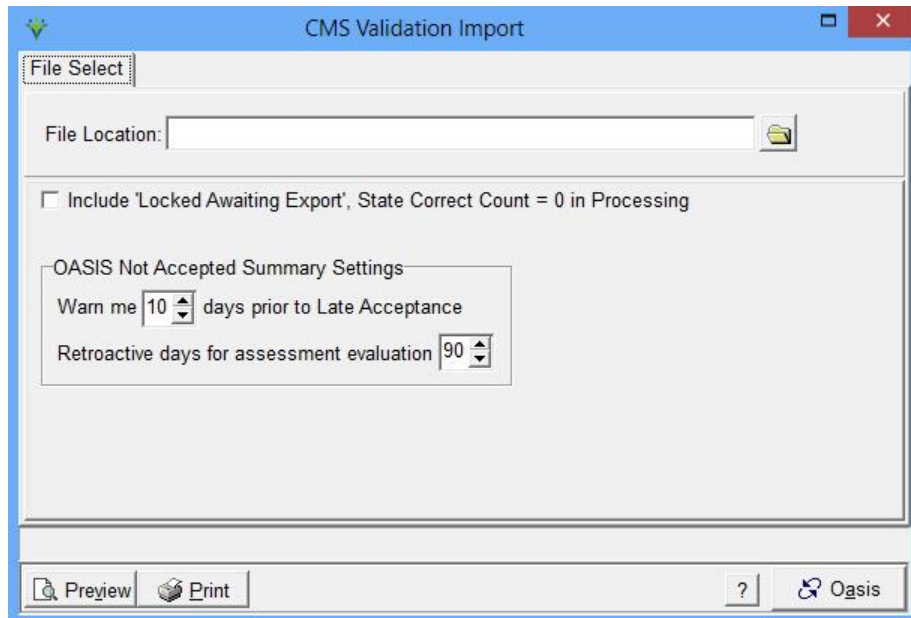 CMS Validation Import
File Select
File Location:
Include 'Locked Awaiting Export', State Correct Count = 0 in Processing
OASIS Not Accepted Summary Settings
Warn me 10 days prior to Late Acceptance
Retroactive days for assessment evaluation 90
Preview Print ? Oasis